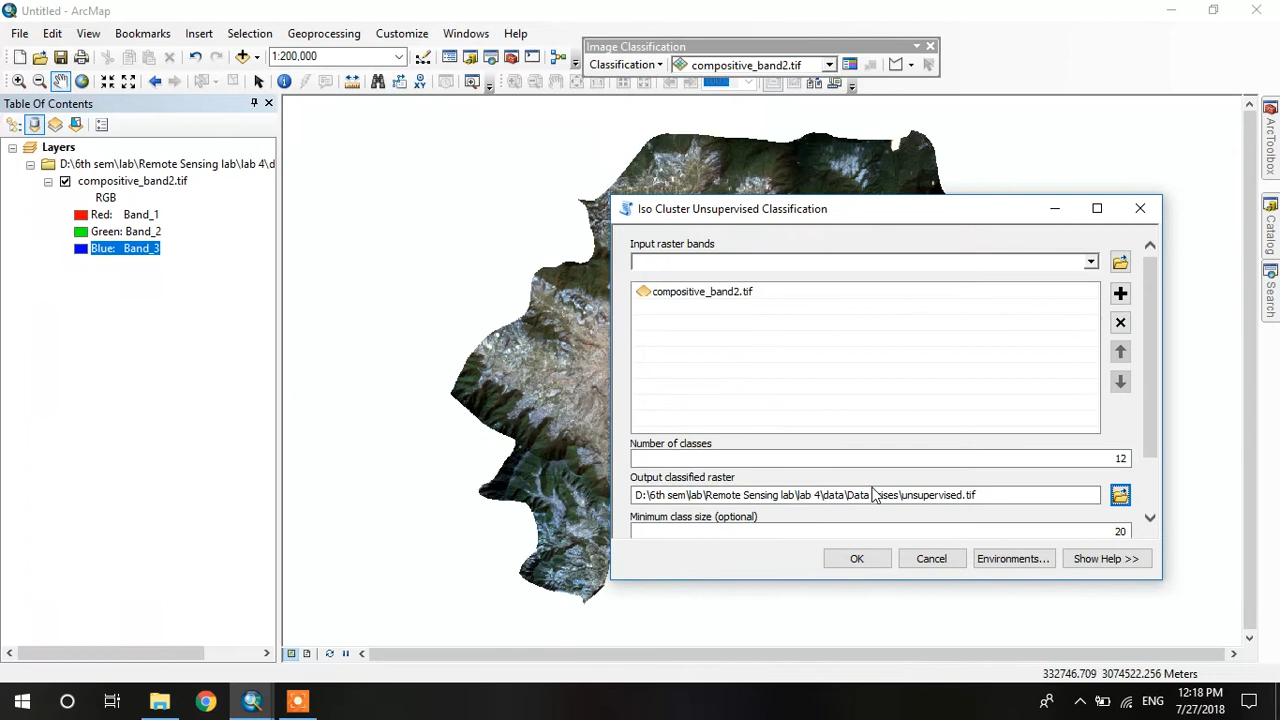 Untitled - ArcMap
File Edit View Bookmarks Insert Selection Geoprocessing Customize Windows Help
1:200,000
Image Classification
Classification compositive_band2.tif
Table Of Contents
Layers
D:\6th sem\lab\Remote Sensing lab\lab 4\d
compositive_band2.tif
RGB
Red: Band_1
Green: Band_2
Blue: Band_3
Iso Cluster Unsupervised Classification
Input raster bands
compositive_band2.tif
Number of classes
12
Output classified raster
D:\6th sem\lab\Remote Sensing lab\lab 4\data\Data ises\unsupervised.tif
Minimum class size (optional)
20
OK Cancel Environments... Show Help >>
ArcToolbox
Catalog
Search
332746.709 3074522.256 Meters
ENG
12:18 PM
7/27/2018